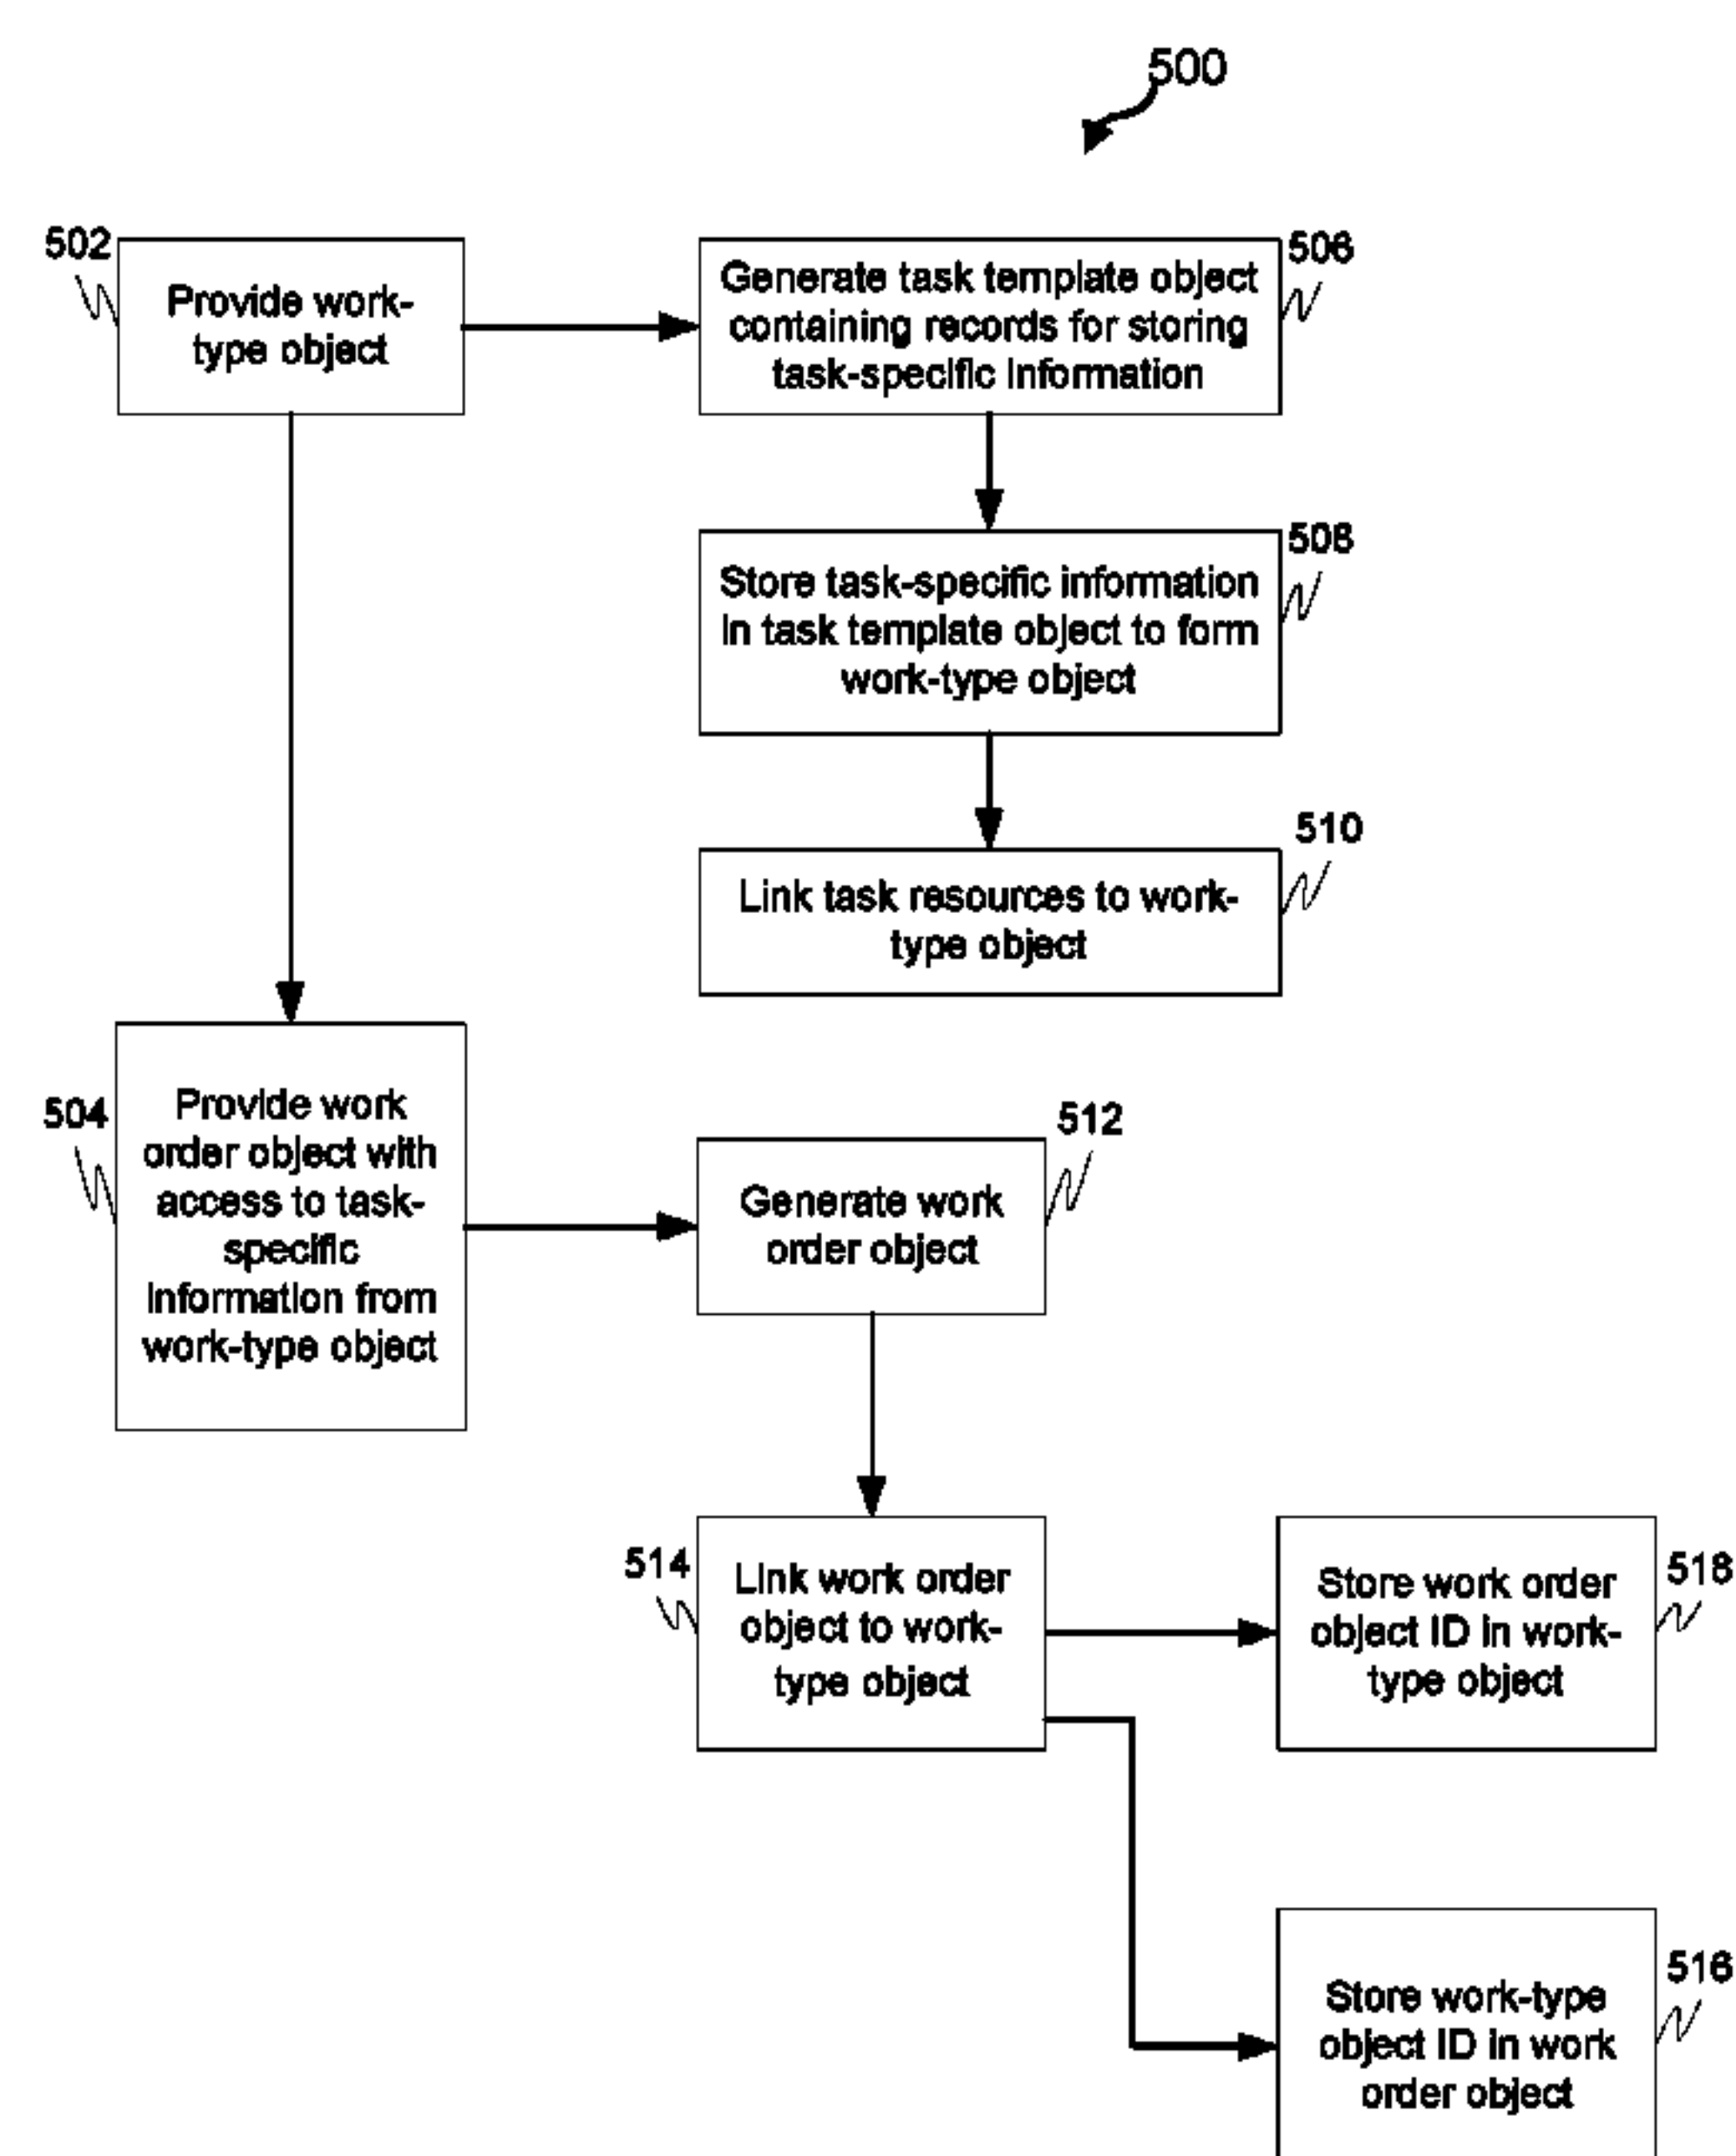 500
502
Provide work-
type object
506
Generate task template object
containing records for storing
task-specific information
508
Store task-specific information
in task template object to form
work-type object
510
Link task resources to work-
type object
504
Provide work
order object with
access to task-
specific
information from
work-type object
512
Generate work
order object
514
Link work order
object to work-
type object
518
Store work order
object ID in work-
type object
516
Store work-type
object ID in work
order object